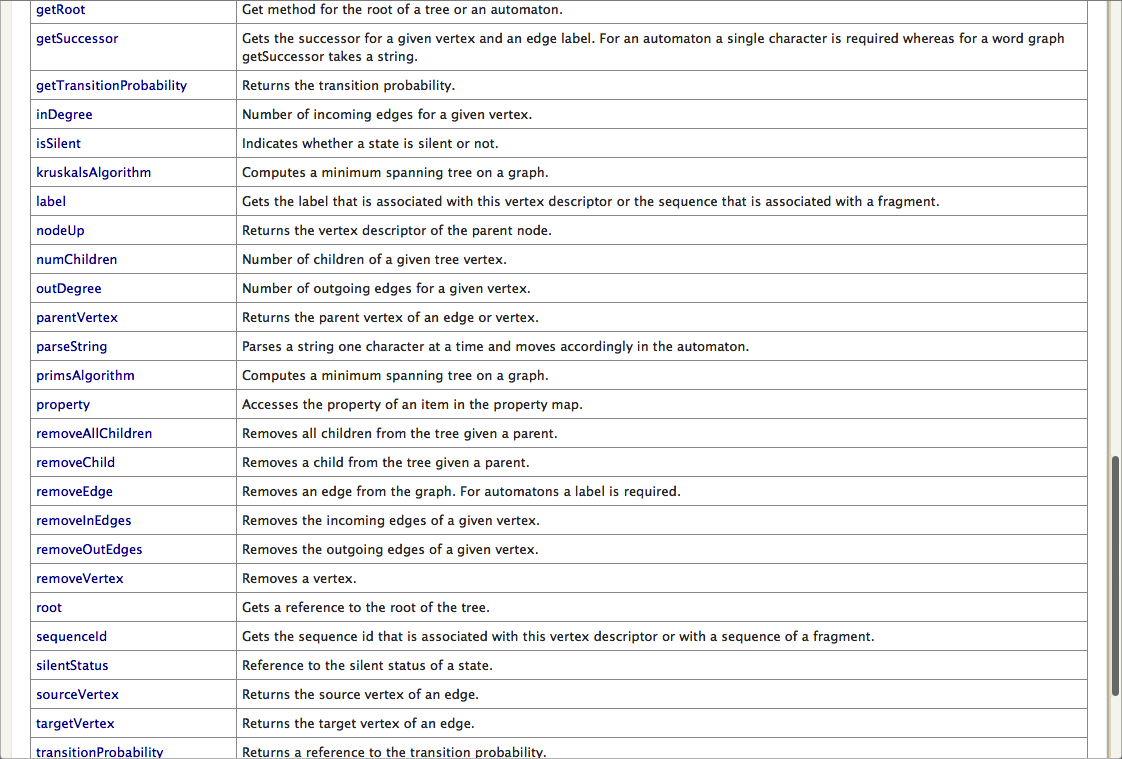 getRoot Get method for the root of a tree or an automaton.
getSuccessor Gets the successor for a given vertex and an edge label. For an automaton a single character is required whereas for a word graph
getSuccessor takes a string.
getTransitionProbability Returns the transition probability.
inDegree Number of incoming edges for a given vertex.
isSilent Indicates whether a state is silent or not.
kruskalsAlgorithm Computes a minimum spanning tree on a graph.
label Gets the label that is associated with this vertex descriptor or the sequence that is associated with a fragment.
nodeUp Returns the vertex descriptor of the parent node.
numChildren Number of children of a given tree vertex.
outDegree Number of outgoing edges for a given vertex.
parentVertex Returns the parent vertex of an edge or vertex.
parseString Parses a string one character at a time and moves accordingly in the automaton.
primsAlgorithm Computes a minimum spanning tree on a graph.
property Accesses the property of an item in the property map.
removeAllChildren Removes all children from the tree given a parent.
removeChild Removes a child from the tree given a parent.
removeEdge Removes an edge from the graph. For automatons a label is required.
removeInEdges Removes the incoming edges of a given vertex.
removeOutEdges Removes the outgoing edges of a given vertex.
removeVertex Removes a vertex.
root Gets a reference to the root of the tree.
sequenceId Gets the sequence id that is associated with this vertex descriptor or with a sequence of a fragment.
silentStatus Reference to the silent status of a state.
sourceVertex Returns the source vertex of an edge.
targetVertex Returns the target vertex of an edge.
transitionProbability Returns a reference to the transition probability.